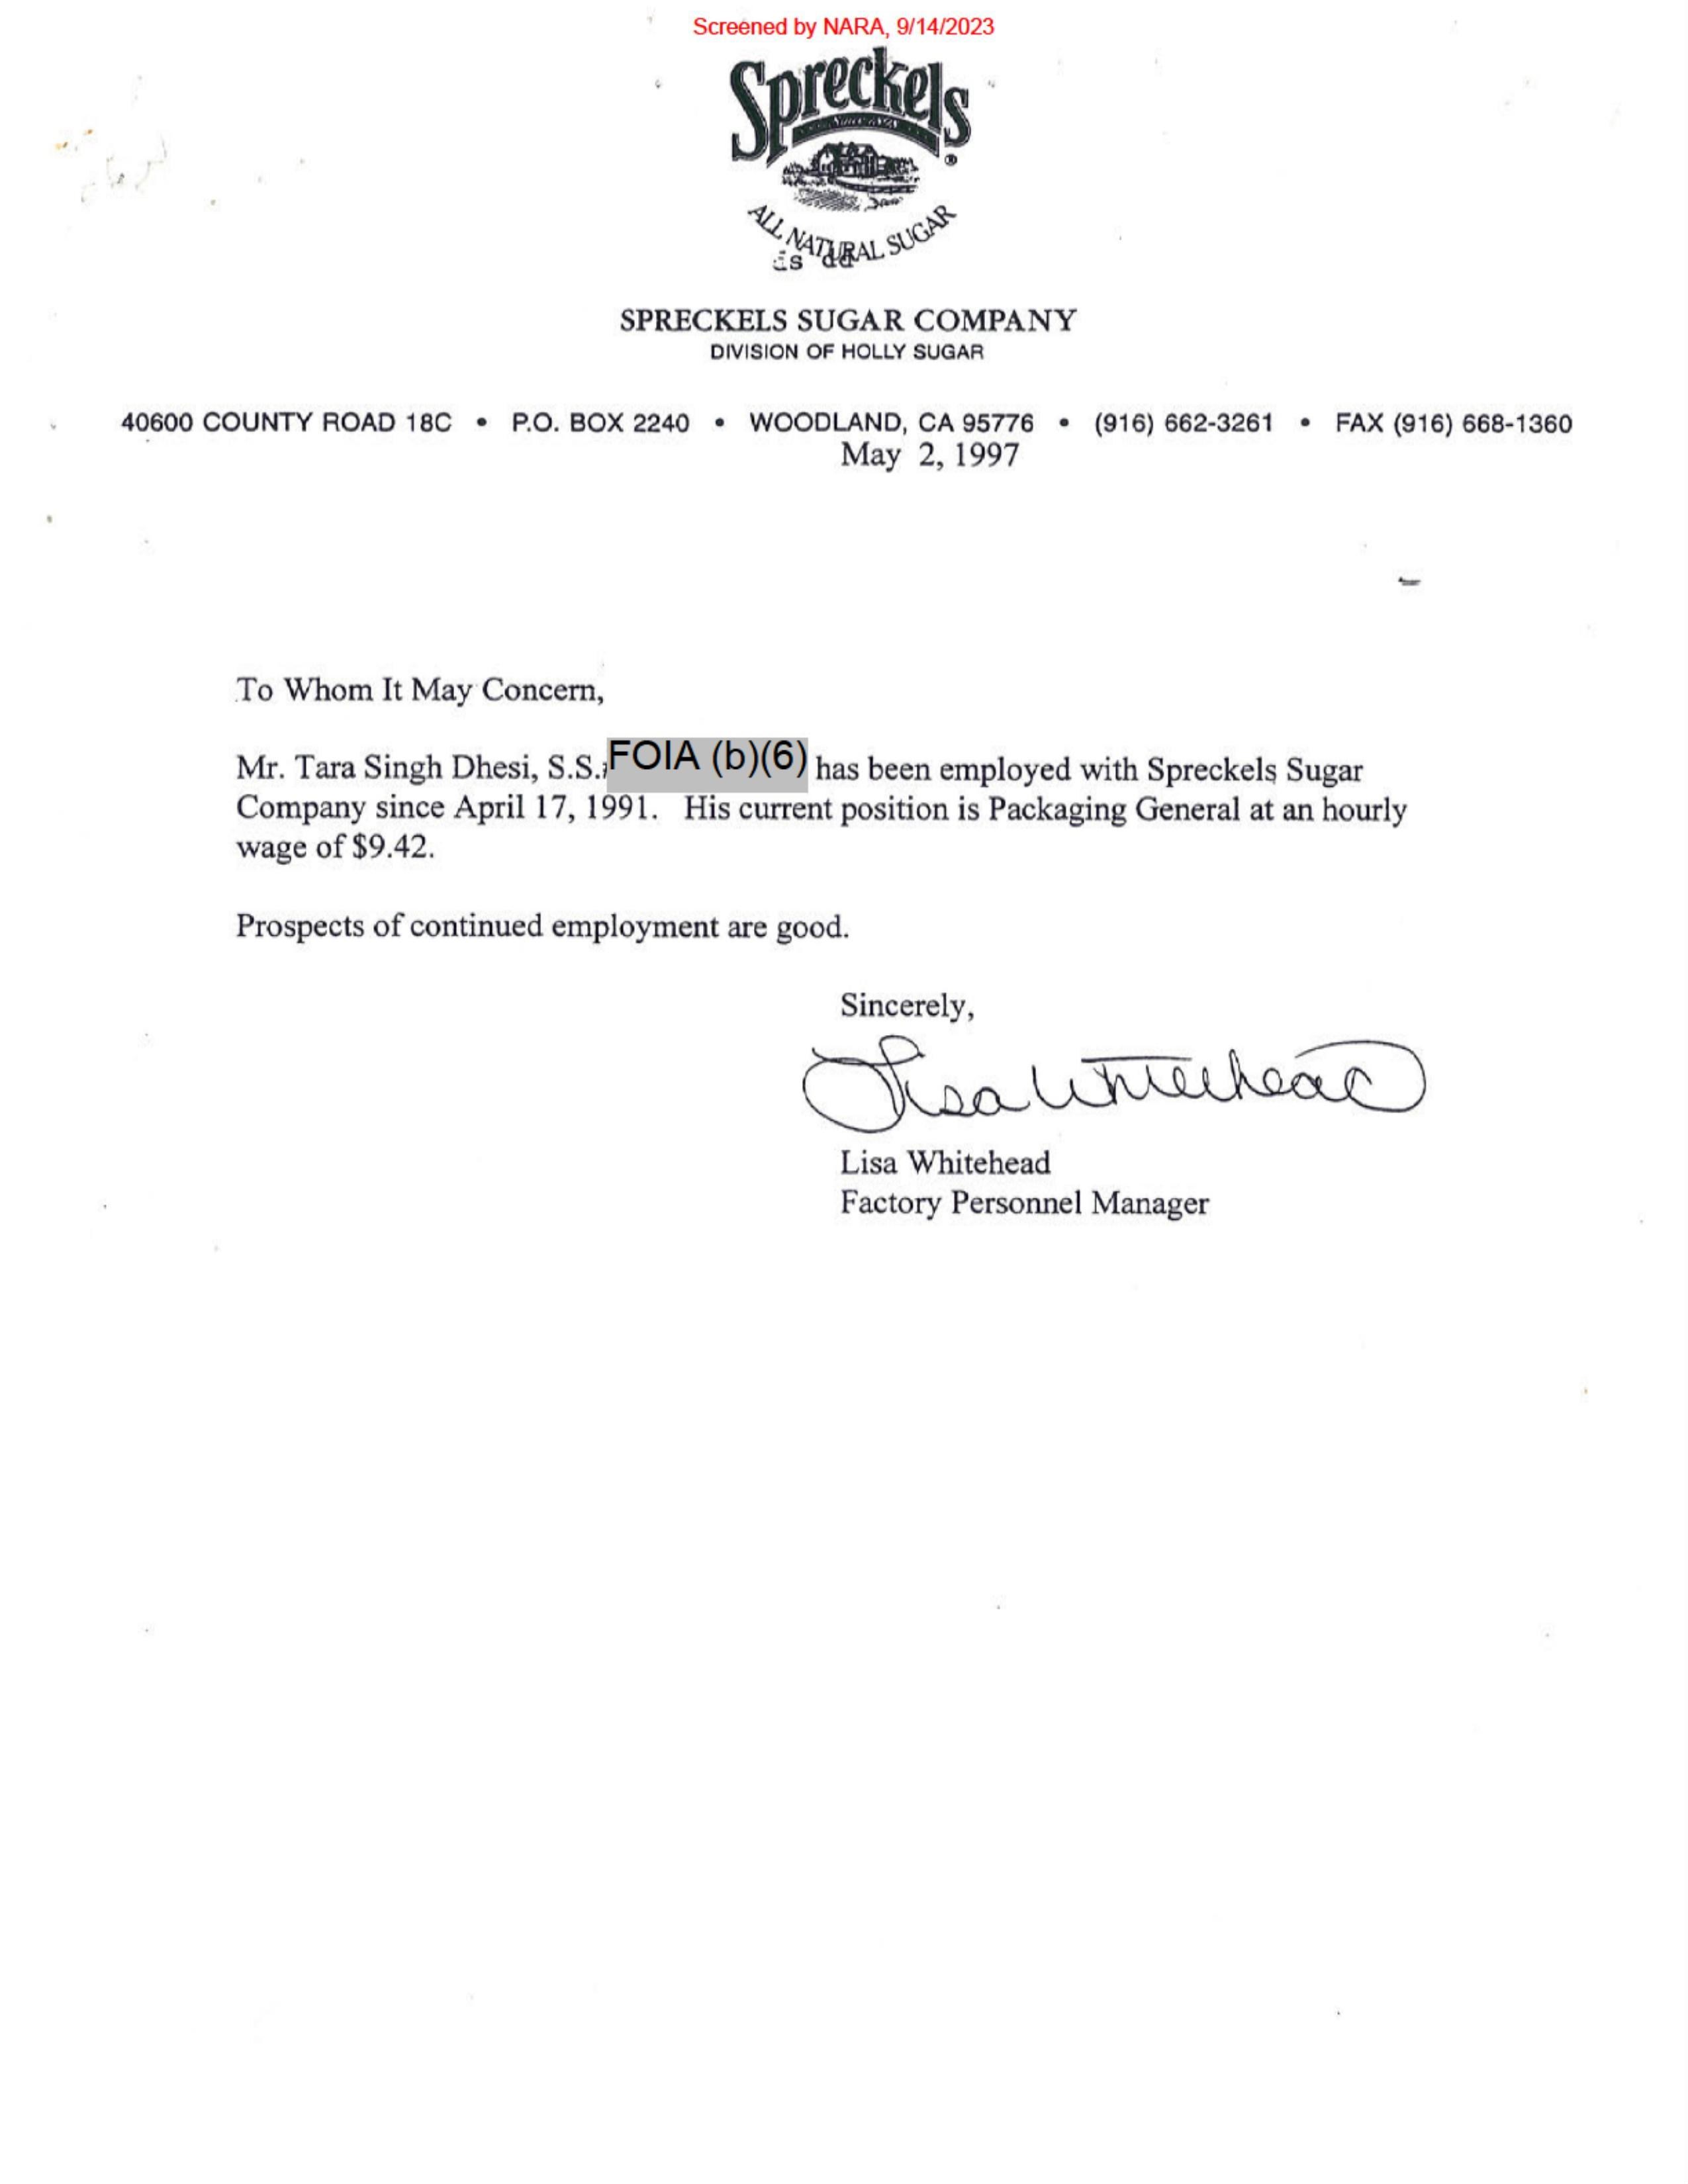 Screened by NARA, 9/14/2023
Spreckels
ALL NATURAL SUGAR
SPRECKELS SUGAR COMPANY
DIVISION OF HOLLY SUGAR
40600 COUNTY ROAD 18C • P.O. BOX 2240 • WOODLAND, CA 95776 • (916) 662-3261 • FAX (916) 668-1360
May 2, 1997
To Whom It May Concern,
Mr. Tara Singh Dhesi, S.S. FOIA (b)(6) has been employed with Spreckels Sugar
Company since April 17, 1991. His current position is Packaging General at an hourly
wage of $9.42.
Prospects of continued employment are good.
Sincerely,
Lisa Whitehead
Lisa Whitehead
Factory Personnel Manager